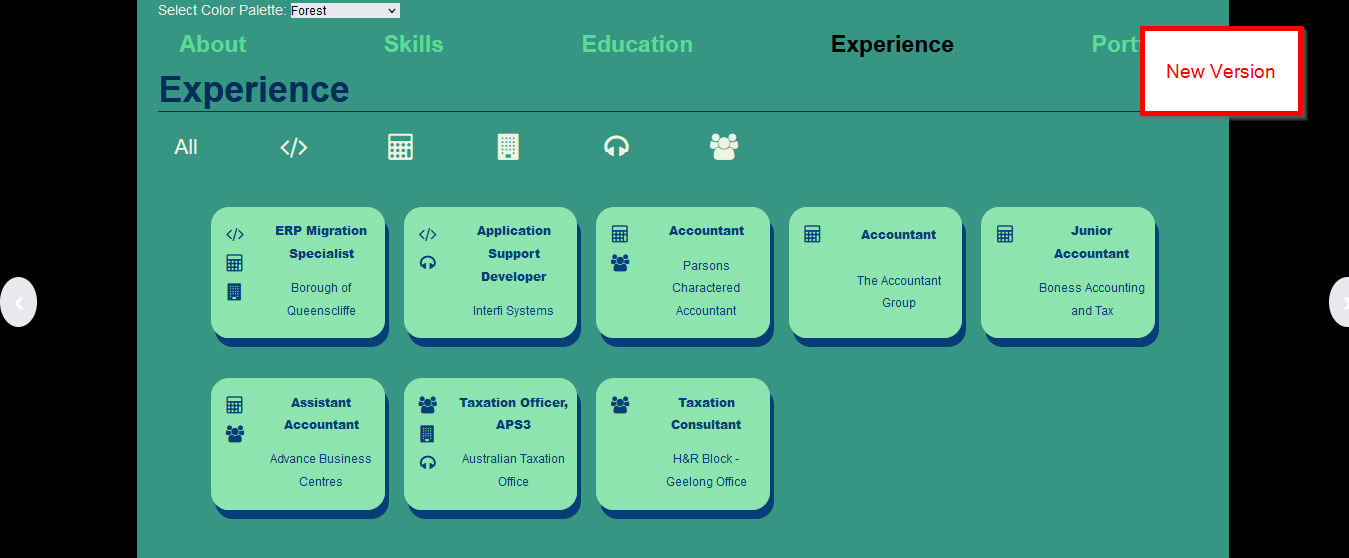 Select Color Palette: Forest
About Skills Education Experience Port
New Version
Experience
All
ERP Migration
Specialist
Borough of
Queenscliffe
Application
Support
Developer
Interfi Systems
Accountant
Parsons
Charactered
Accountant
Accountant
The Accountant
Group
Junior
Accountant
Boness Accounting
and Tax
Assistant
Accountant
Advance Business
Centres
Taxation Officer,
APS3
Australian Taxation
Office
Taxation
Consultant
H&R Block -
Geelong Office